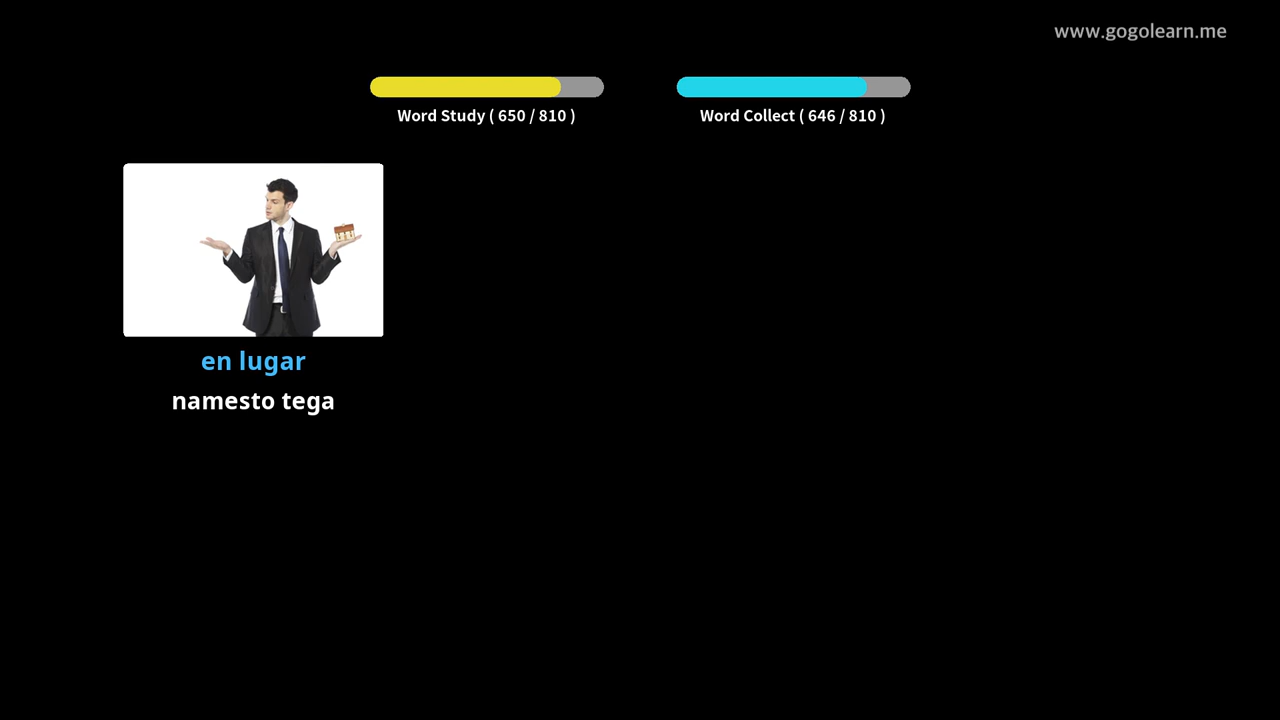 www.gogolearn.me
Word Study ( 650 / 810 )
Word Collect ( 646 / 810 )
en lugar
namesto tega